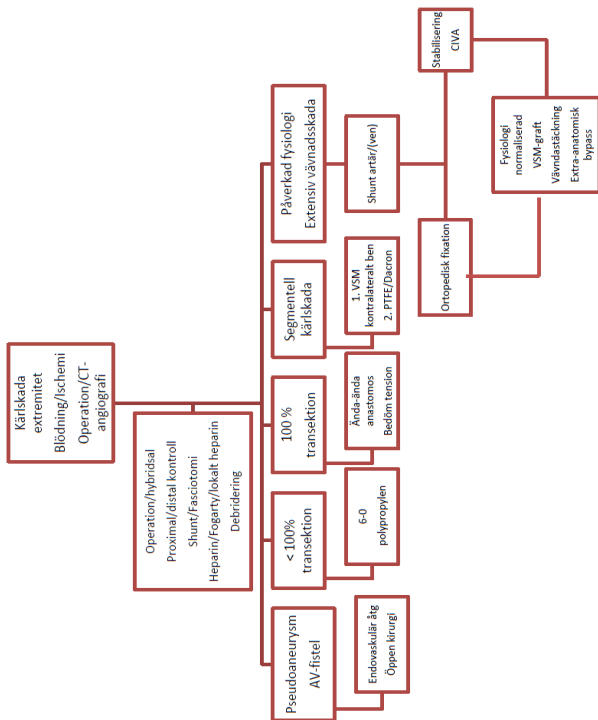 Kärlskada
extremitet
Blödning/Ischemi
Operation/CT-
angiografi
Operation/hybridsal
Proximal/distal kontroll
Shunt/Fasciotomi
Heparin/Fogarty/lokalt heparin
Debridering
Pseudoaneurysm
AV-fistel
Endovaskulär åtg
Öppen kirurgi
< 100%
transektion
6-0
polypropylen
100 %
transektion
Ända-ända
anastomos
Bedöm tension
Segmentell
kärlskada
1. VSM
kontralateralt ben
2. PTFE/Dacron
Påverkad fysiologi
Extensiv vävnadsskada
Shunt artär/(ven)
Ortopedisk fixation
Stabilisering
CIVA
Fysiologi
normaliserad
VSM-graft
Vävndastäckning
Extra-anatomisk
bypass